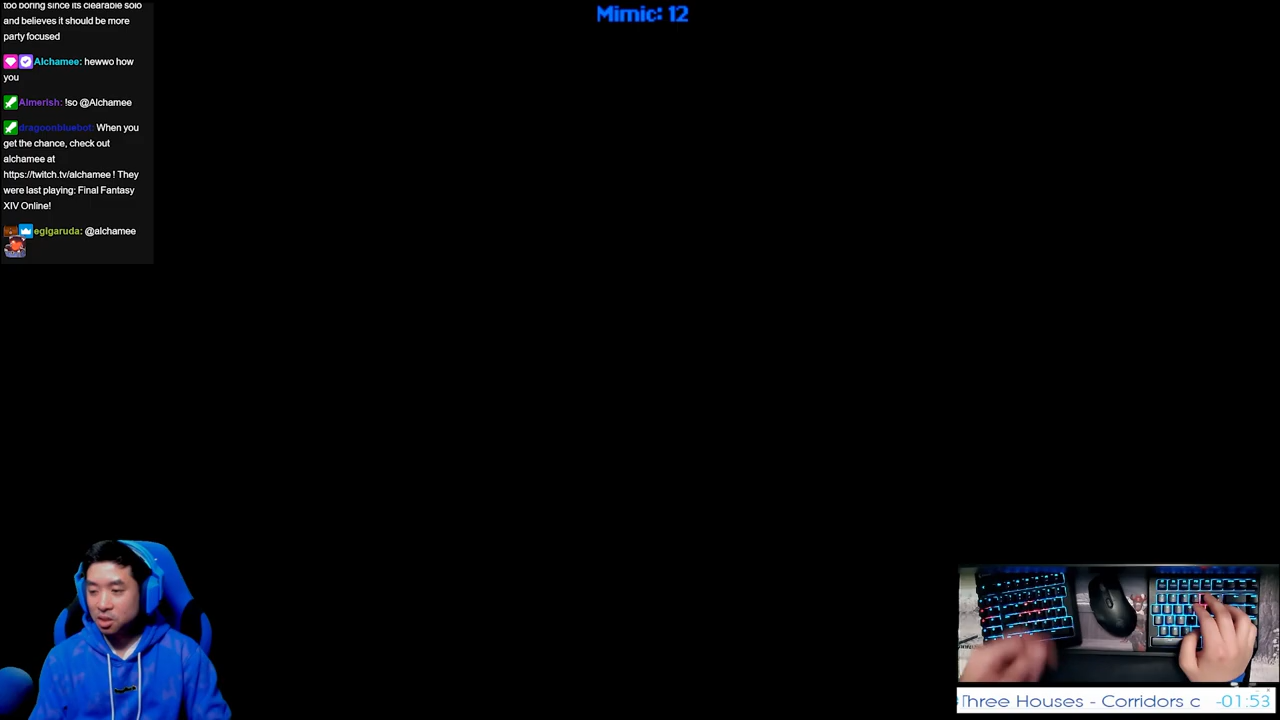 too boring since its clearable solo
and believes it should be more
party focused
Alchamee: hewwo how
you
Almerish: !so @Alchamee
dragoonbluebot: When you
get the chance, check out
alchamee at
https://twitch.tv/alchamee ! They
were last playing: Final Fantasy
XIV Online!
egigaruda: @alchamee
Mimic: 12
Three Houses - Corridors c -01:53